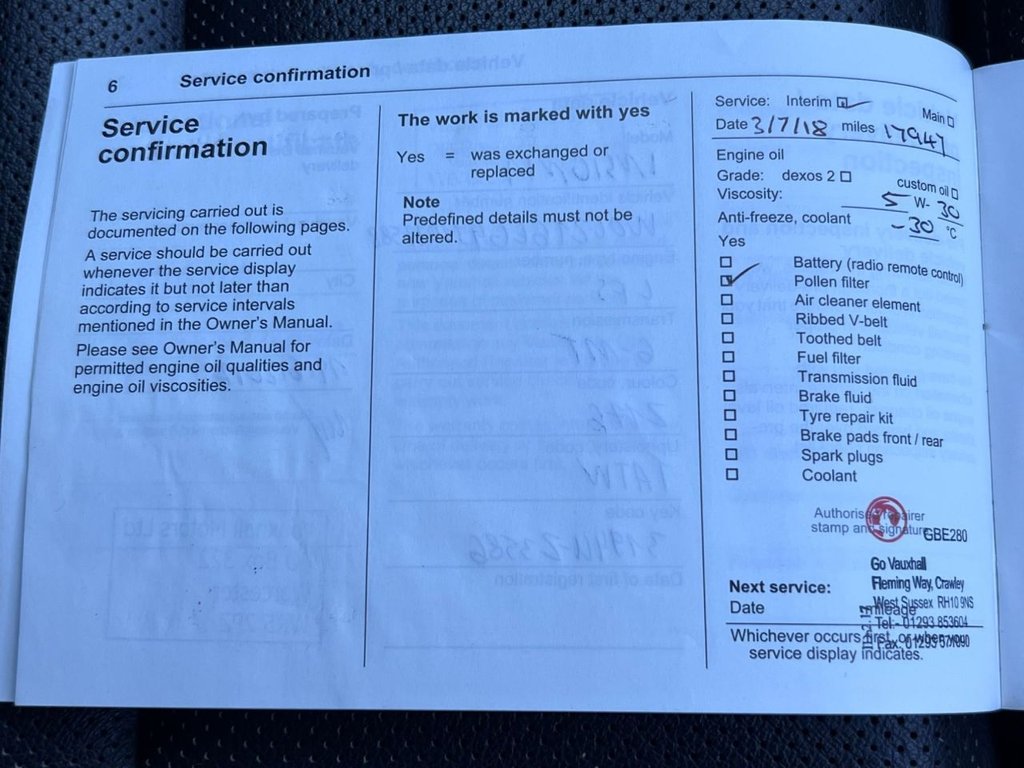 6 Service confirmation
Service
confirmation
The servicing carried out is
documented on the following pages.
A service should be carried out
whenever the service display
indicates it but not later than
according to service intervals
mentioned in the Owner's Manual.
Please see Owner's Manual for
permitted engine oil qualities and
engine oil viscosities.
The work is marked with yes
Yes = was exchanged or
replaced
Note
Predefined details must not be
altered.
Service: Interim ☑ Main ☐
Date 3/7/18 miles 17947
Engine oil
Grade: dexos 2 ☐ custom oil ☐
Viscosity: 5 W- 30
Anti-freeze, coolant -30 °C
Yes
☐ Battery (radio remote control)
☑ Pollen filter
☐ Air cleaner element
☐ Ribbed V-belt
☐ Toothed belt
☐ Fuel filter
☐ Transmission fluid
☐ Brake fluid
☐ Tyre repair kit
☐ Brake pads front / rear
☐ Spark plugs
☐ Coolant
Authorised repairer
stamp and signature GBE280
Go Vauxhall
Fleming Way, Crawley
West Sussex RH10 9NS
Tel:- 01293 853604
Fax:
Next service:
Date mileage
Whichever occurs first, or when
service display indicates.